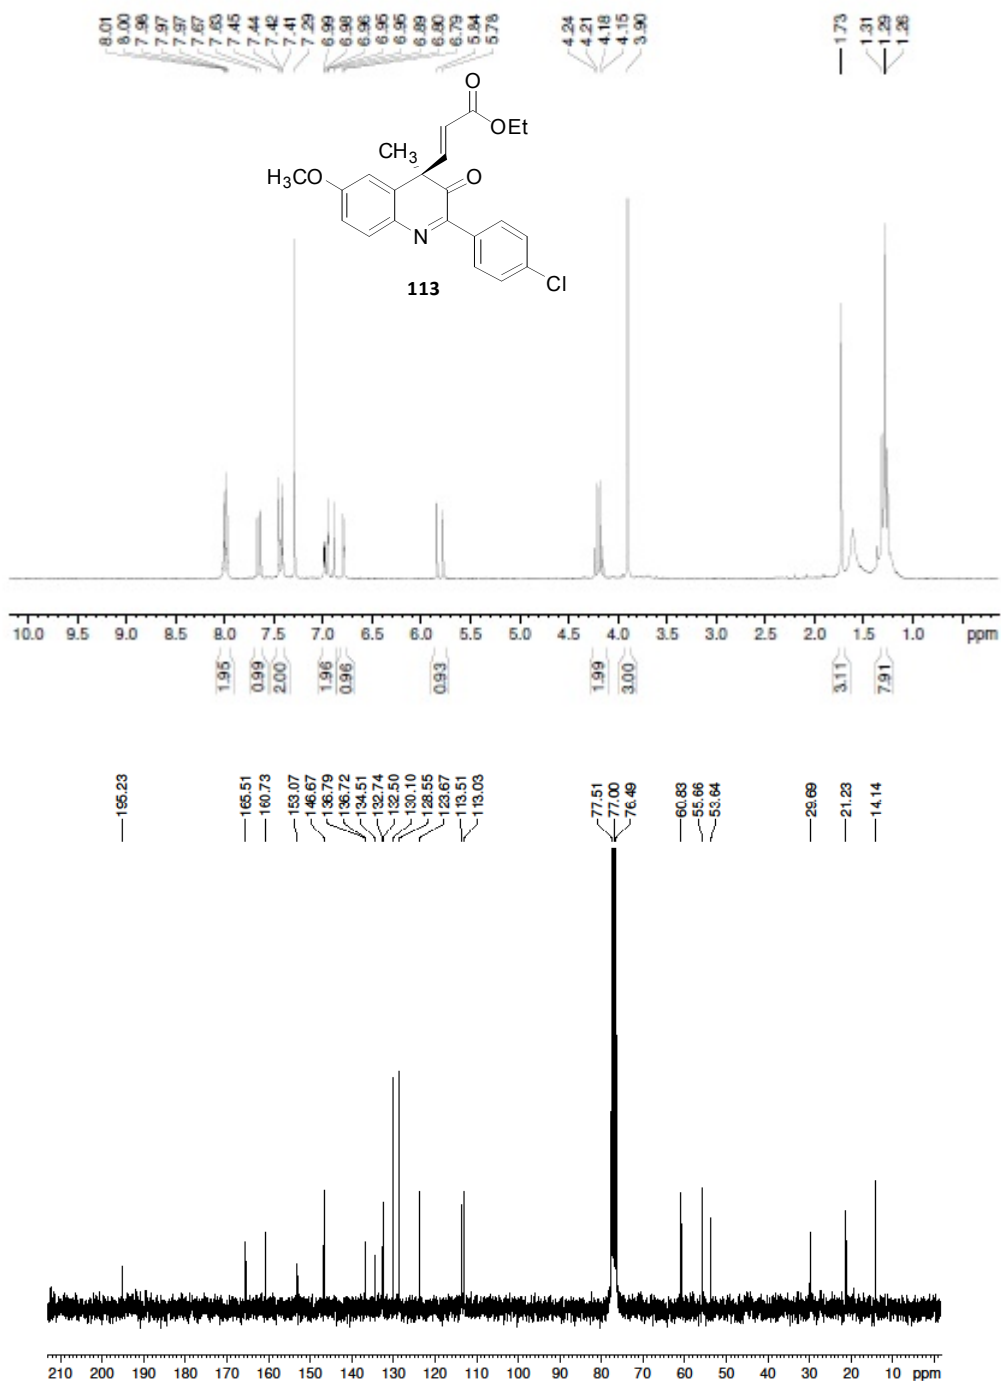 8.01 8.00 7.98 7.97 7.97 7.67 7.63 7.45 7.44 7.42 7.41 7.29 6.99 6.98 6.96 6.95 6.95 6.89 6.80 6.79 5.84 5.78 4.24 4.21 4.18 4.15 3.90 1.73 1.31 1.29 1.26
O
OEt
CH3
O
H3CO
N
Cl
113
10.0 9.5 9.0 8.5 8.0 7.5 7.0 6.5 6.0 5.5 5.0 4.5 4.0 3.5 3.0 2.5 2.0 1.5 1.0 ppm
1.95 0.99 2.00 1.96 0.96 0.93 1.99 3.00 3.11 7.91
195.23 165.51 160.73 153.07 146.67 136.79 136.72 134.51 132.74 132.50 130.10 128.55 123.67 113.51 113.03 77.51 77.00 76.49 60.83 55.66 53.64 29.69 21.23 14.14
210 200 190 180 170 160 150 140 130 120 110 100 90 80 70 60 50 40 30 20 10 ppm